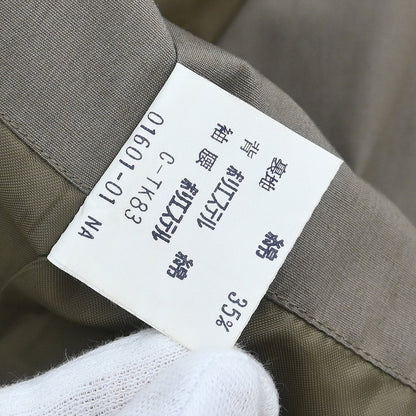 綿 35%
裏地 ポリエステル 綿
背 ポリエステル
袖 腰
C-TK83
01601-01 NA